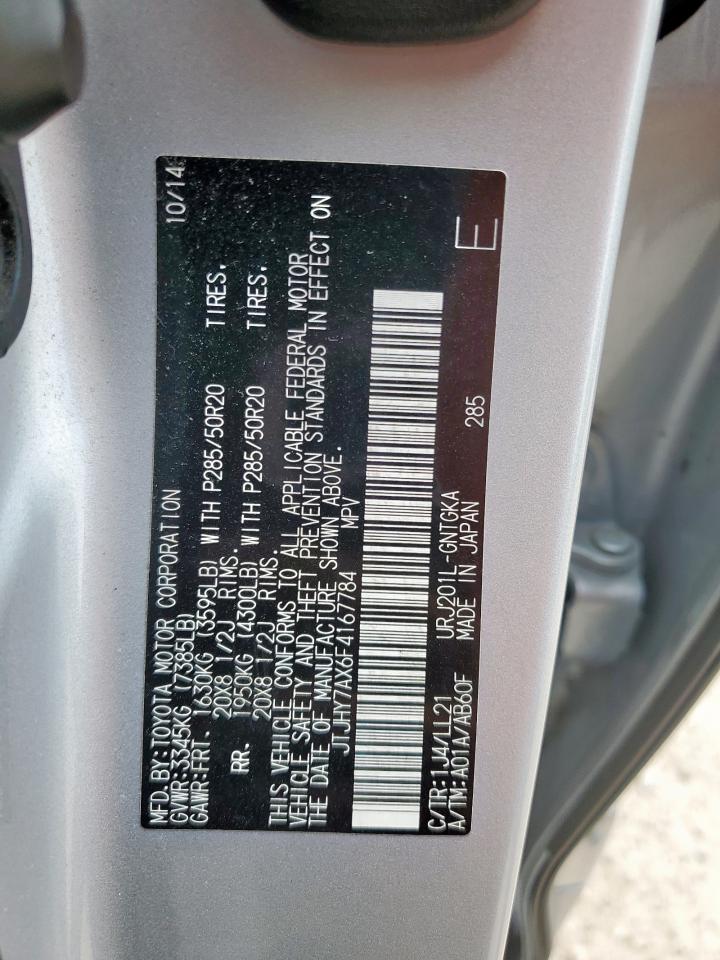 MFD. BY: TOYOTA MOTOR CORPORATION 10/14
GVWR: 3345KG (7385LB)
GAWR: FRT. 1630KG (3595LB) WITH P285/50R20 TIRES.
20X8 1/2J RIMS.
RR. 1950KG (4300LB) WITH P285/50R20 TIRES.
20X8 1/2J RIMS.
THIS VEHICLE CONFORMS TO ALL APPLICABLE FEDERAL MOTOR
VEHICLE SAFETY AND THEFT PREVENTION STANDARDS IN EFFECT ON
THE DATE OF MANUFACTURE SHOWN ABOVE.
JTJHY7AX6F4167784 MPV
C/TR: 1J4/LL21 URJ201L-GNTGKA 285
A/TM: A01A/AB60F MADE IN JAPAN
E